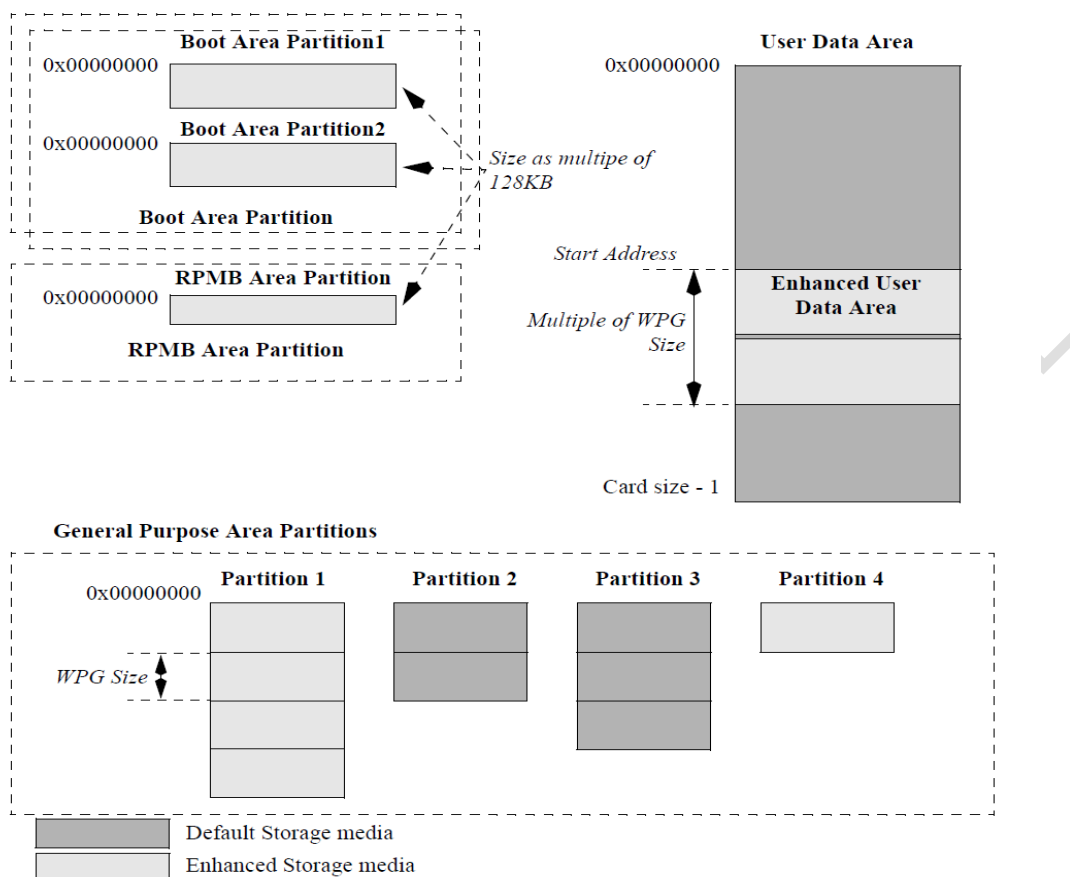 Boot Area Partition1
0x00000000
Boot Area Partition2
0x00000000
Size as multipe of
128KB
Boot Area Partition
RPMB Area Partition
0x00000000
RPMB Area Partition
User Data Area
0x00000000
Start Address
Enhanced User
Data Area
Multiple of WPG
Size
Card size - 1
General Purpose Area Partitions
Partition 1
Partition 2
Partition 3
Partition 4
0x00000000
WPG Size
Default Storage media
Enhanced Storage media